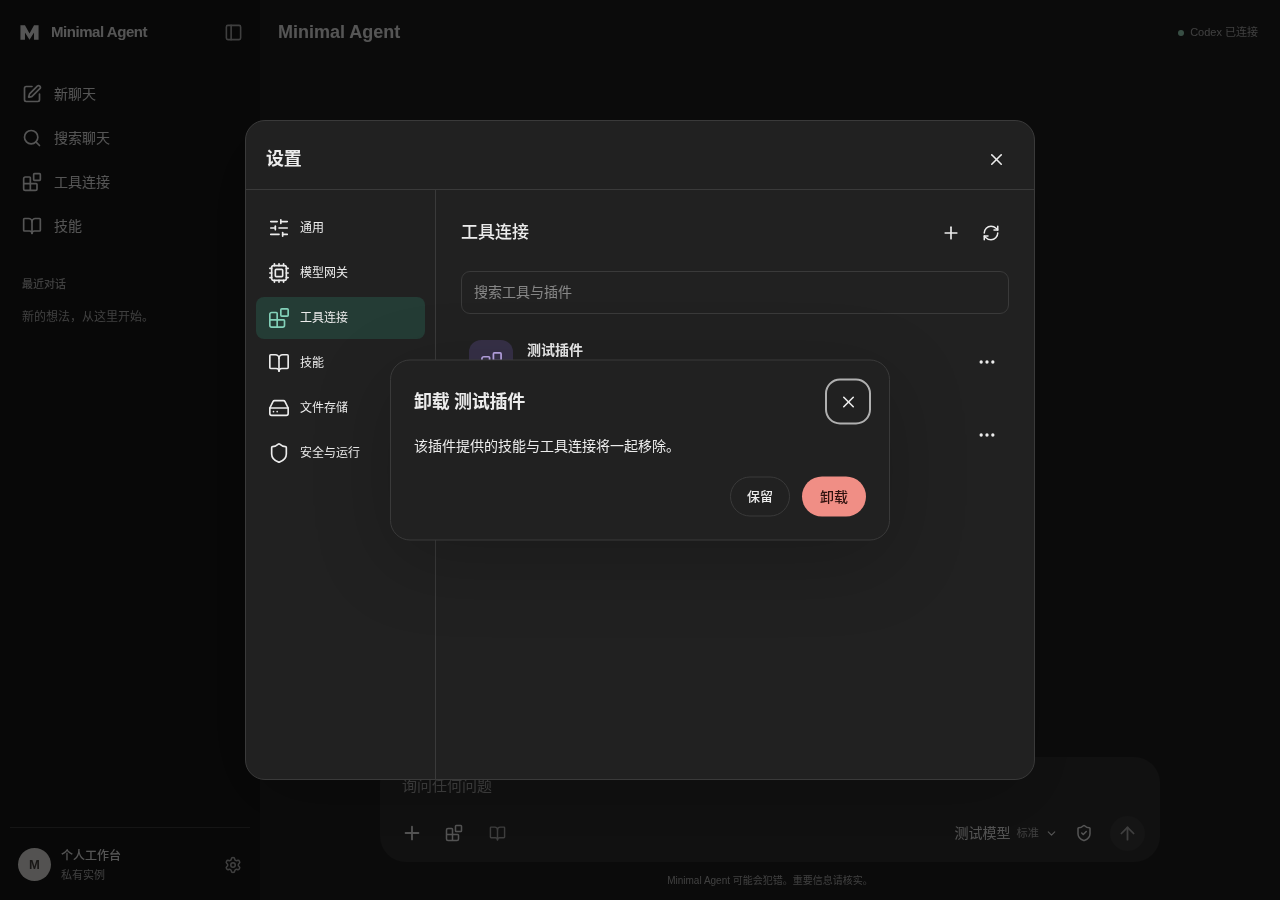 Minimal Agent
Minimal Agent
Codex 已连接
新聊天
搜索聊天
工具连接
技能
最近对话
新的想法，从这里开始。
设置
通用
模型网关
工具连接
技能
文件存储
安全与运行
工具连接
搜索工具与插件
测试插件
卸载 测试插件
该插件提供的技能与工具连接将一起移除。
保留
卸载
询问任何问题
测试模型 标准
M
个人工作台
私有实例
Minimal Agent 可能会犯错。重要信息请核实。